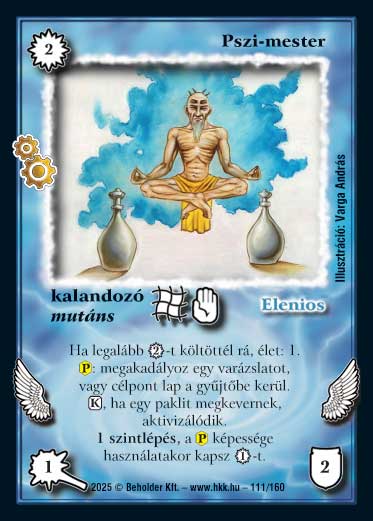 Pszi-mester
2
Illusztráció: Varga András
kalandozó
mutáns
Elenios
Ha legalább 2-t költöttél rá, élet: 1.
P: megakadályoz egy varázslatot,
vagy célpont lap a gyűjtőbe kerül.
K, ha egy paklit megkevernek,
aktivizálódik.
1 szintlépés, a P képessége
használatakor kapsz 1-t.
1
2
2025 © Beholder Kft. – www.hkk.hu – 111/160